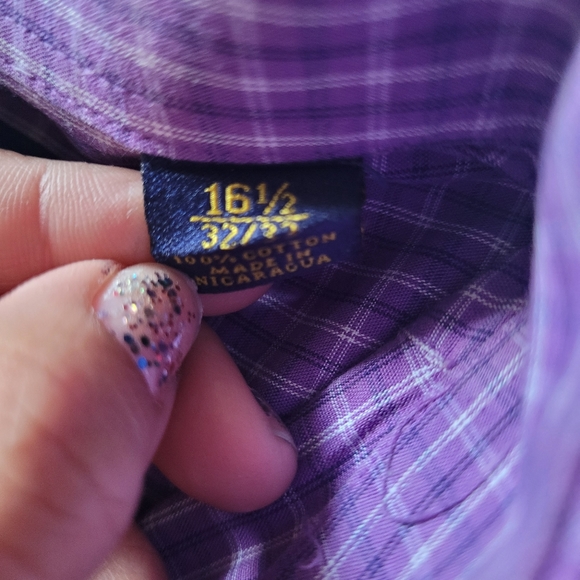 16½
32/33
100% COTTON
MADE IN
NICARAGUA